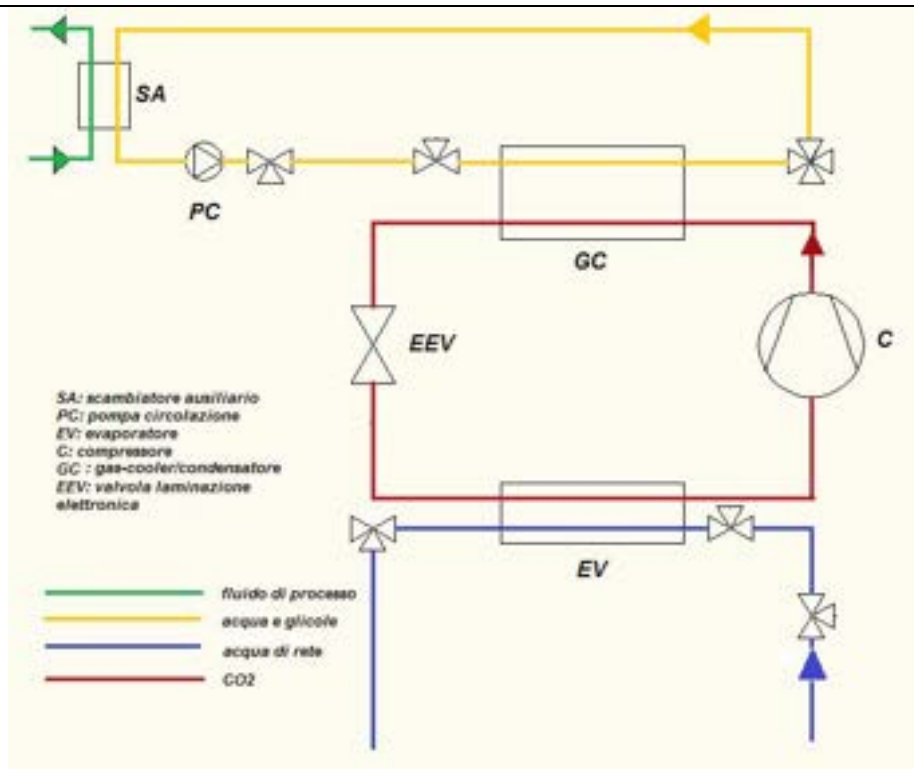 SA
PC
GC
EEV
C
SA: scambiatore ausiliario
PC: pompa circolazione
EV: evaporatore
C: compressore
GC : gas-cooler/condensatore
EEV: valvola laminazione
elettronica
EV
fluido di processo
acqua e glicole
acqua di rete
CO2